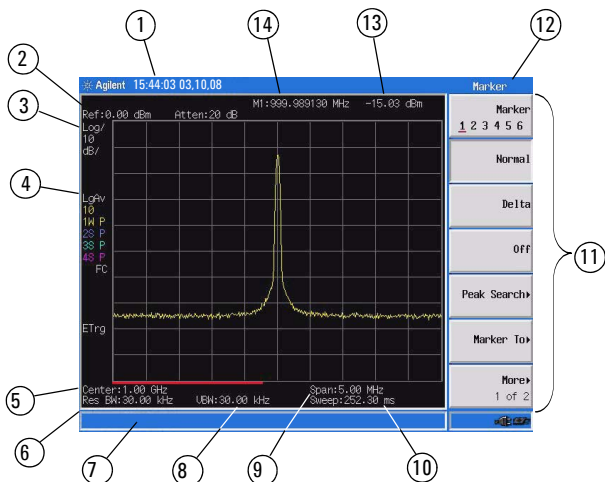 1
14
13
12
2
3
4
5
6
7
8
9
10
11
Agilent 15:44:03 03,10,08
Marker
M1:999.989130 MHz -15.03 dBm
Ref:0.00 dBm Atten:20 dB
Log/
10
dB/
LgAv
10
1W P
2S P
3S P
4S P
FC
ETrg
Center:1.00 GHz Span:5.00 MHz
Res BW:30.00 kHz VBW:30.00 kHz Sweep:252.30 ms
Marker
1 2 3 4 5 6
Normal
Delta
Off
Peak Search
Marker To
More
1 of 2